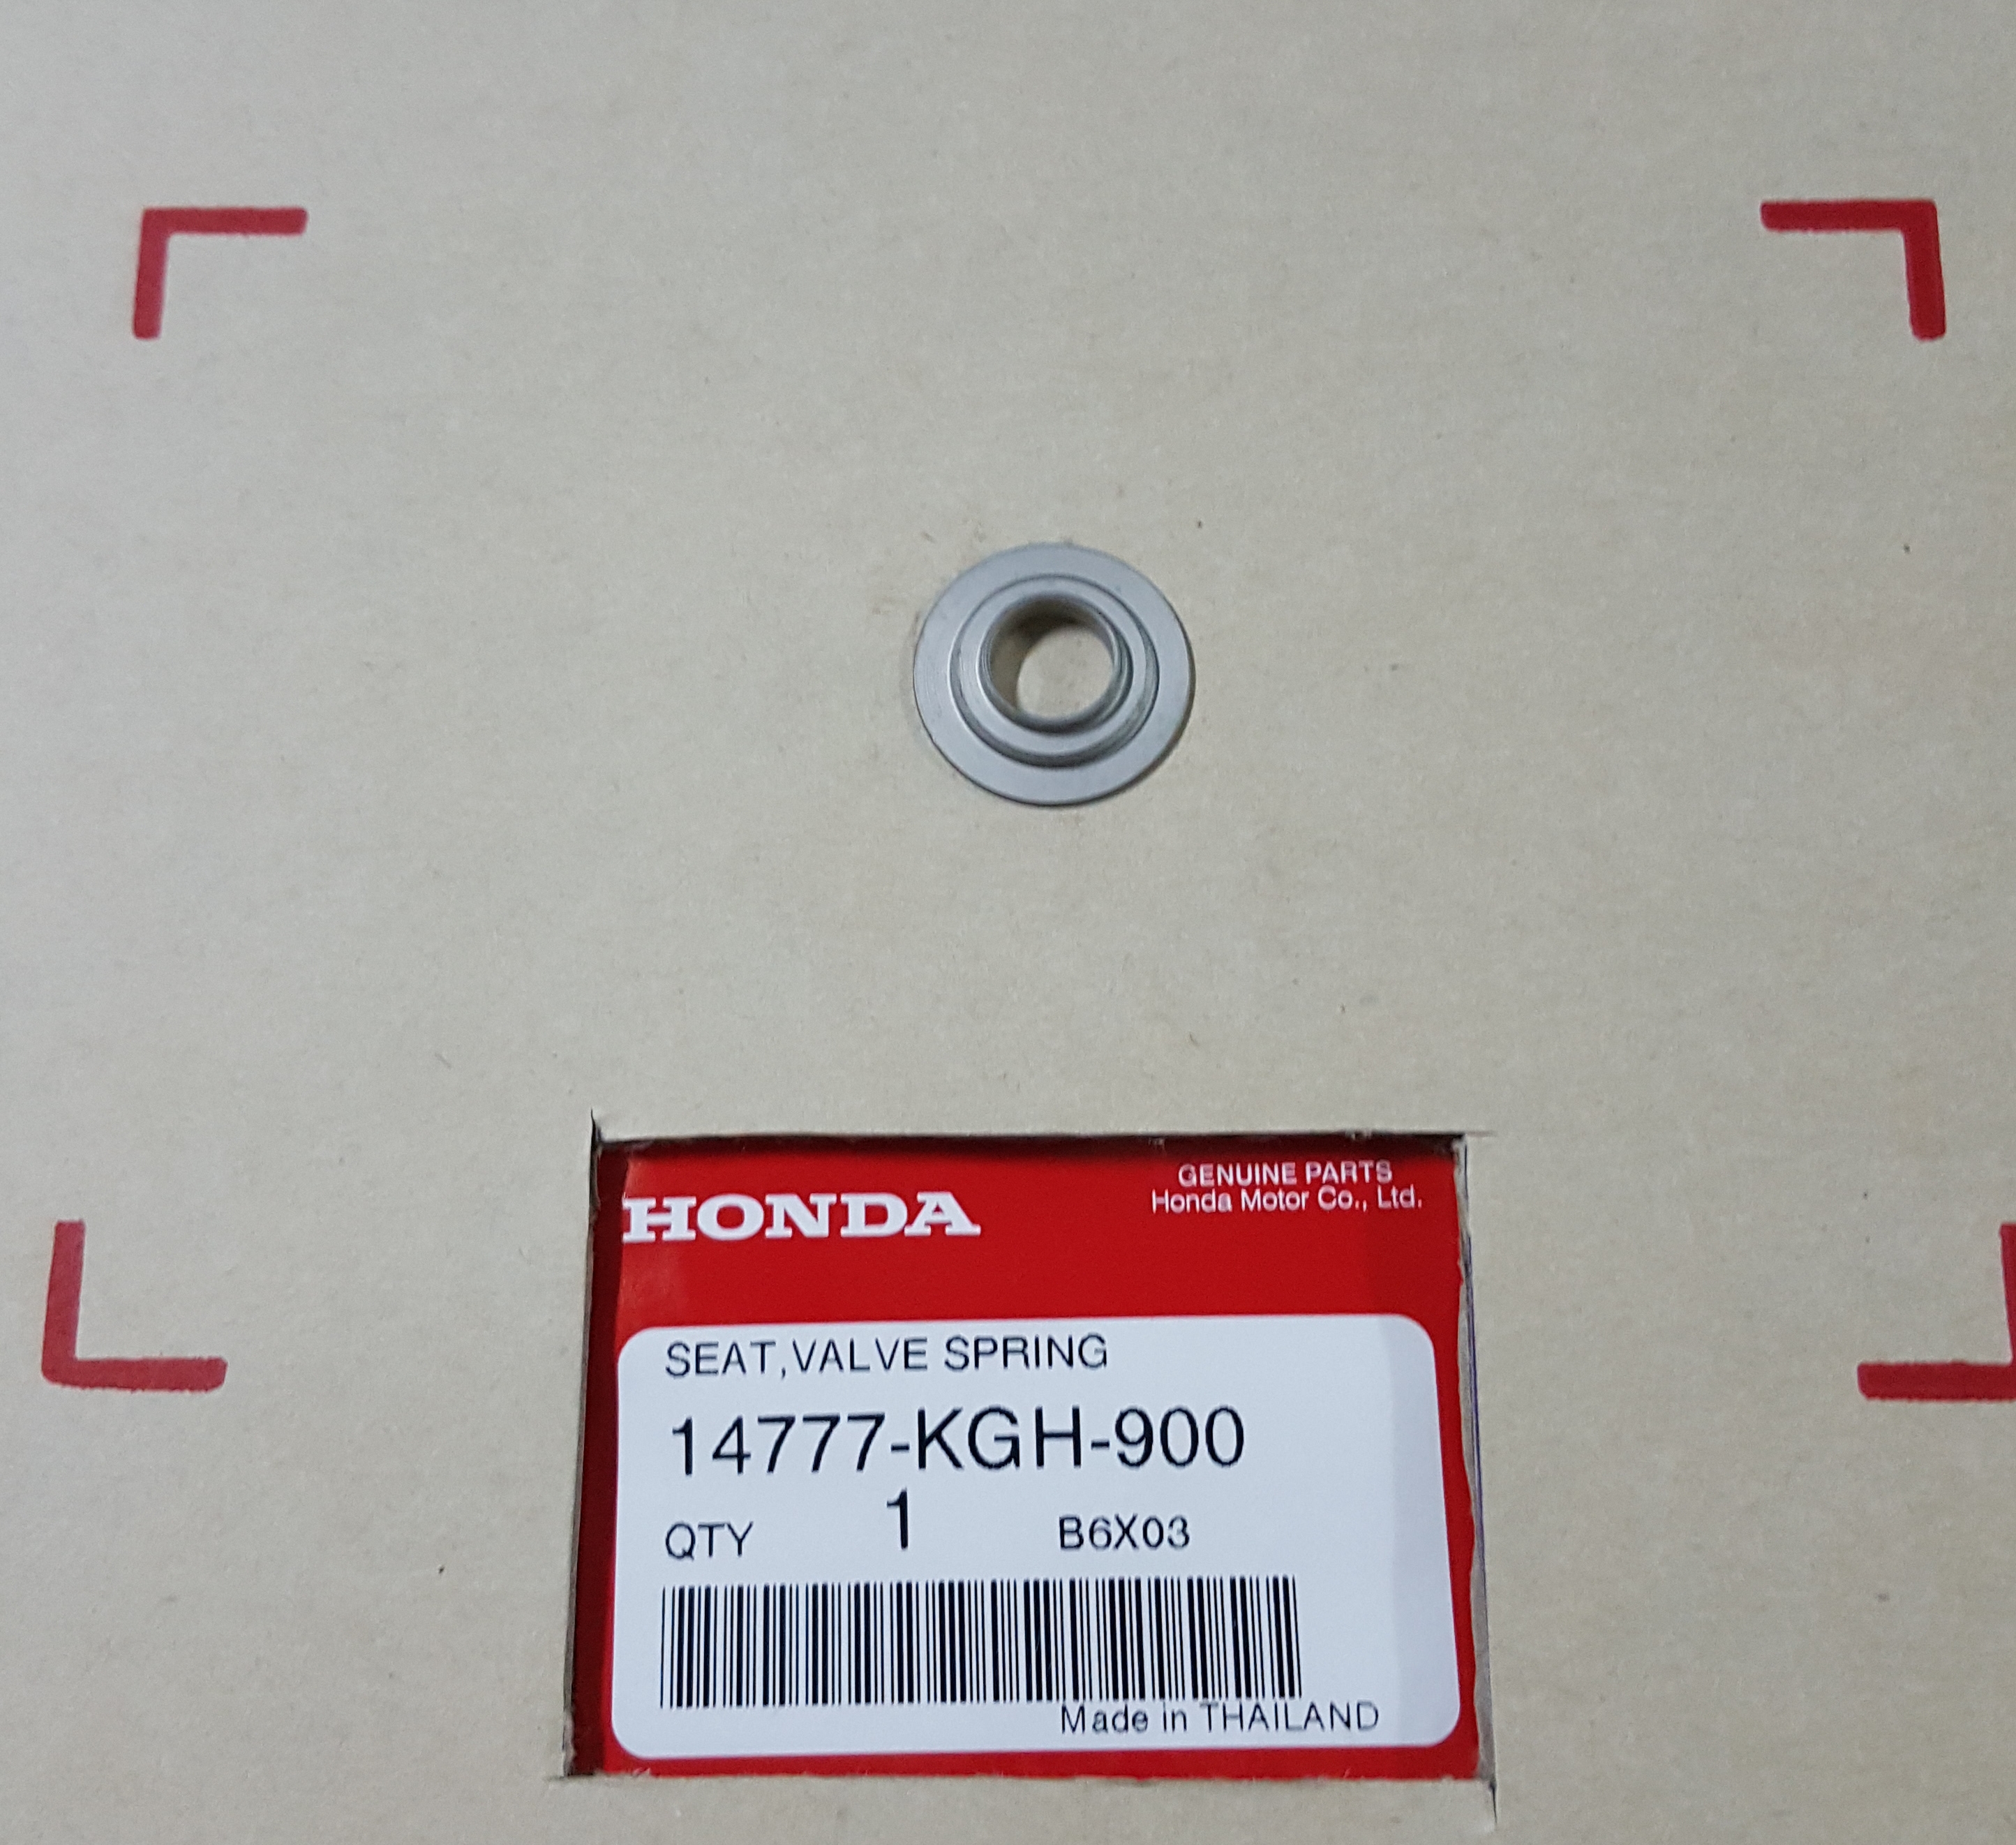 HONDA
GENUINE PARTS
Honda Motor Co., Ltd.
SEAT,VALVE SPRING
14777-KGH-900
QTY 1 B6X03
Made in THAILAND